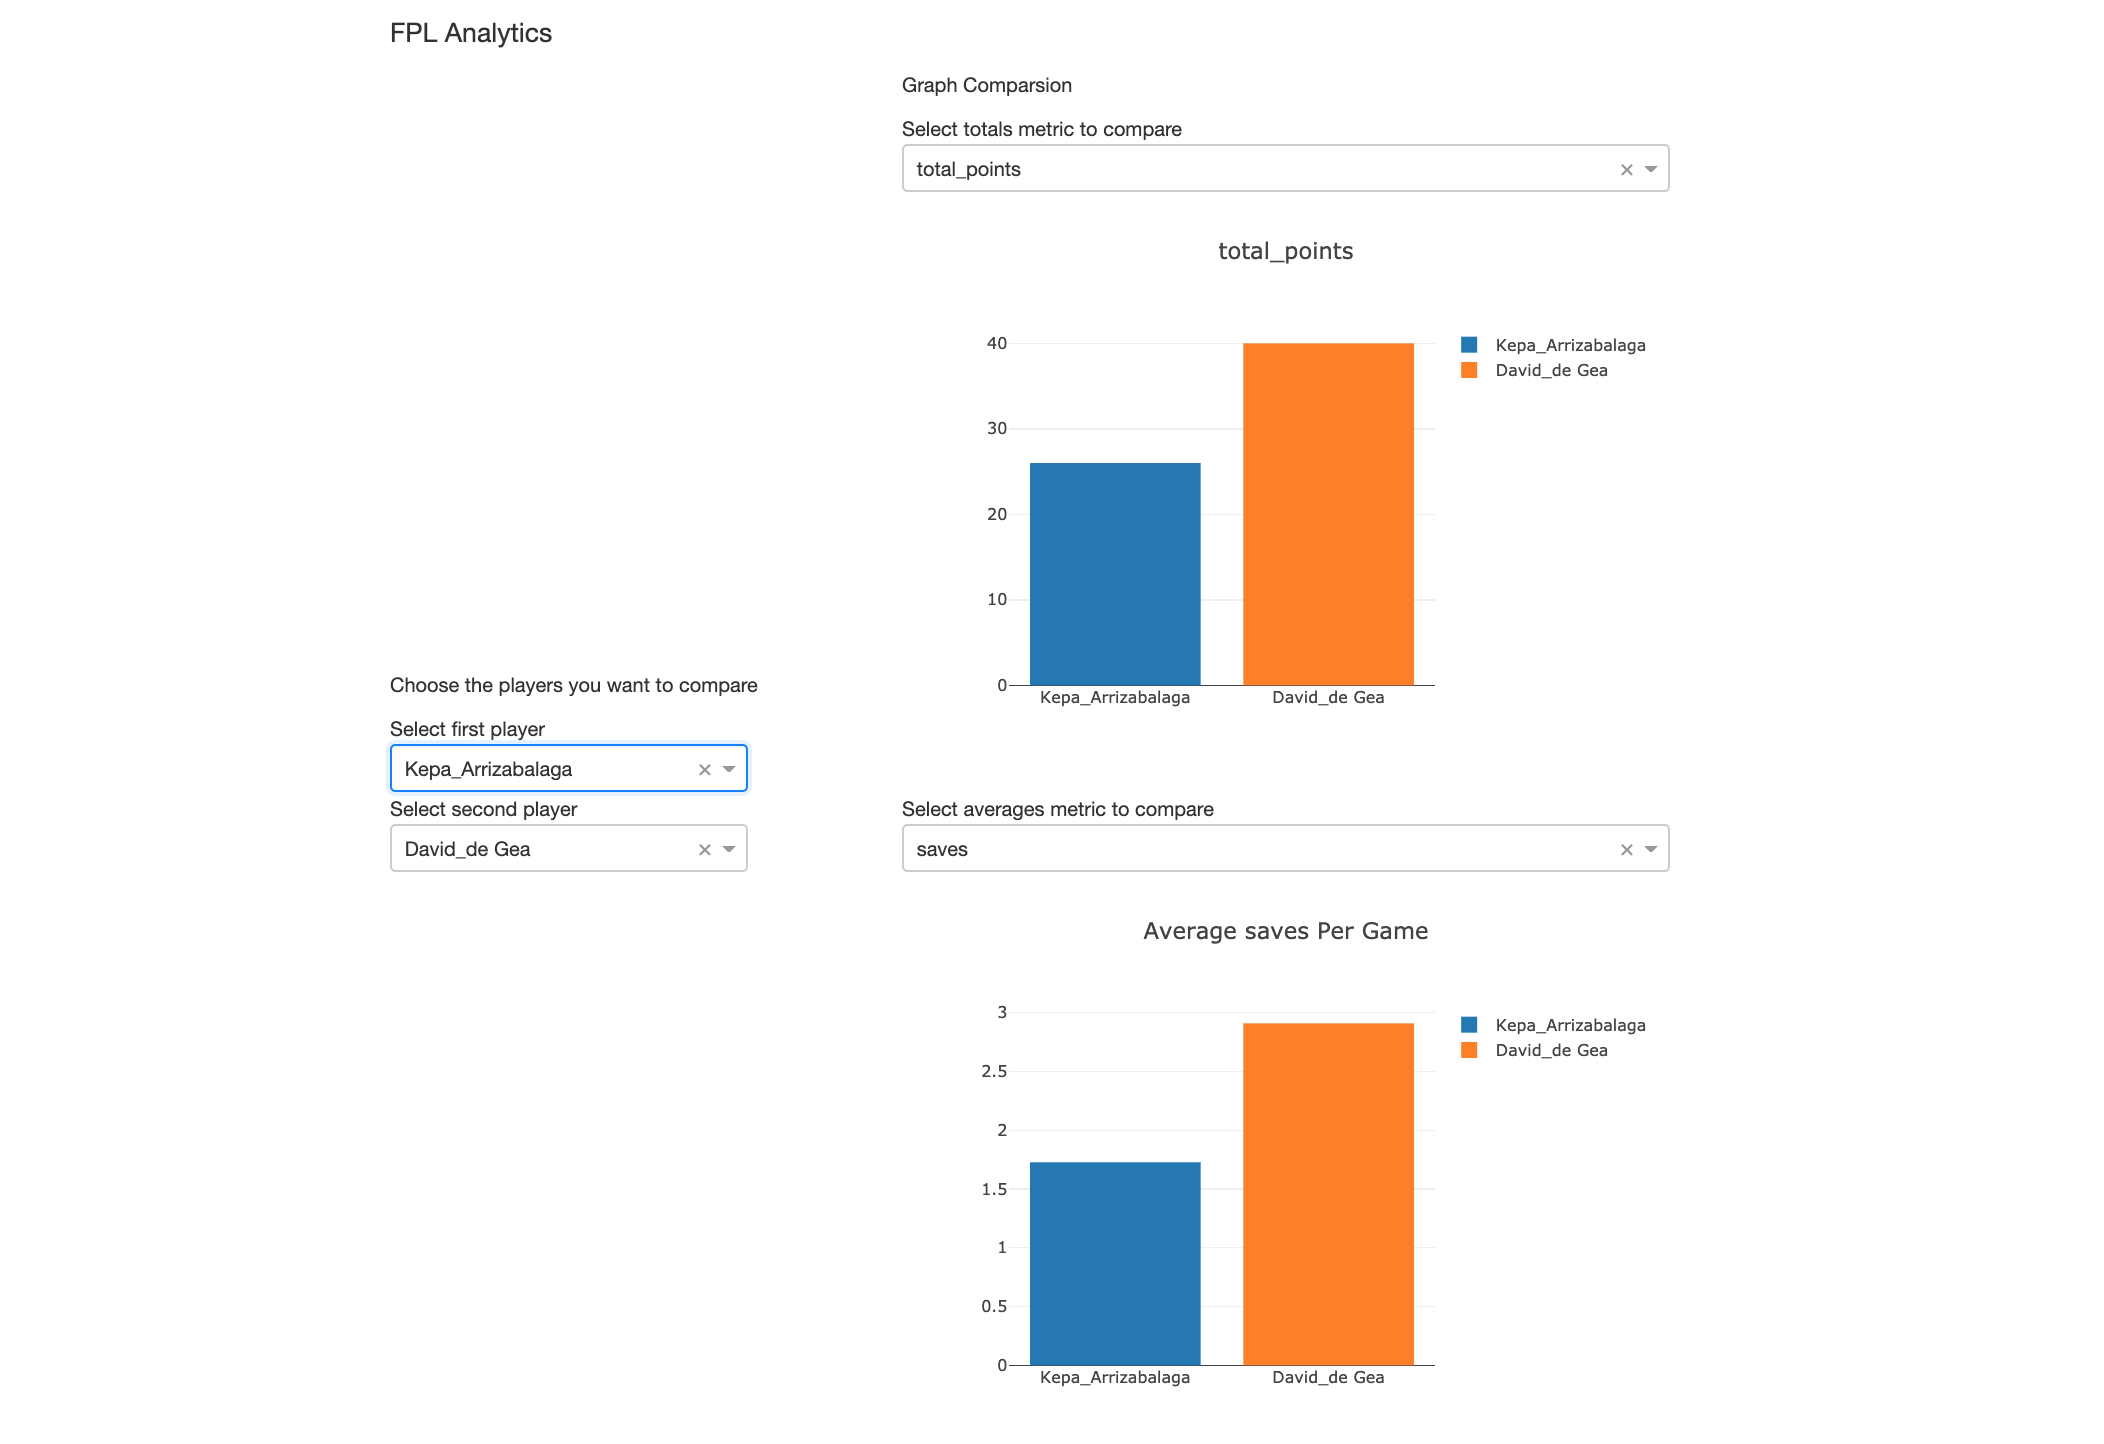 FPL Analytics
Graph Comparsion
Select totals metric to compare
total_points
total_points
40
30
20
10
0
Kepa_Arrizabalaga
David_de Gea
Kepa_Arrizabalaga
David_de Gea
Choose the players you want to compare
Select first player
Kepa_Arrizabalaga
Select second player
David_de Gea
Select averages metric to compare
saves
Average saves Per Game
3
2.5
2
1.5
1
0.5
0
Kepa_Arrizabalaga
David_de Gea
Kepa_Arrizabalaga
David_de Gea